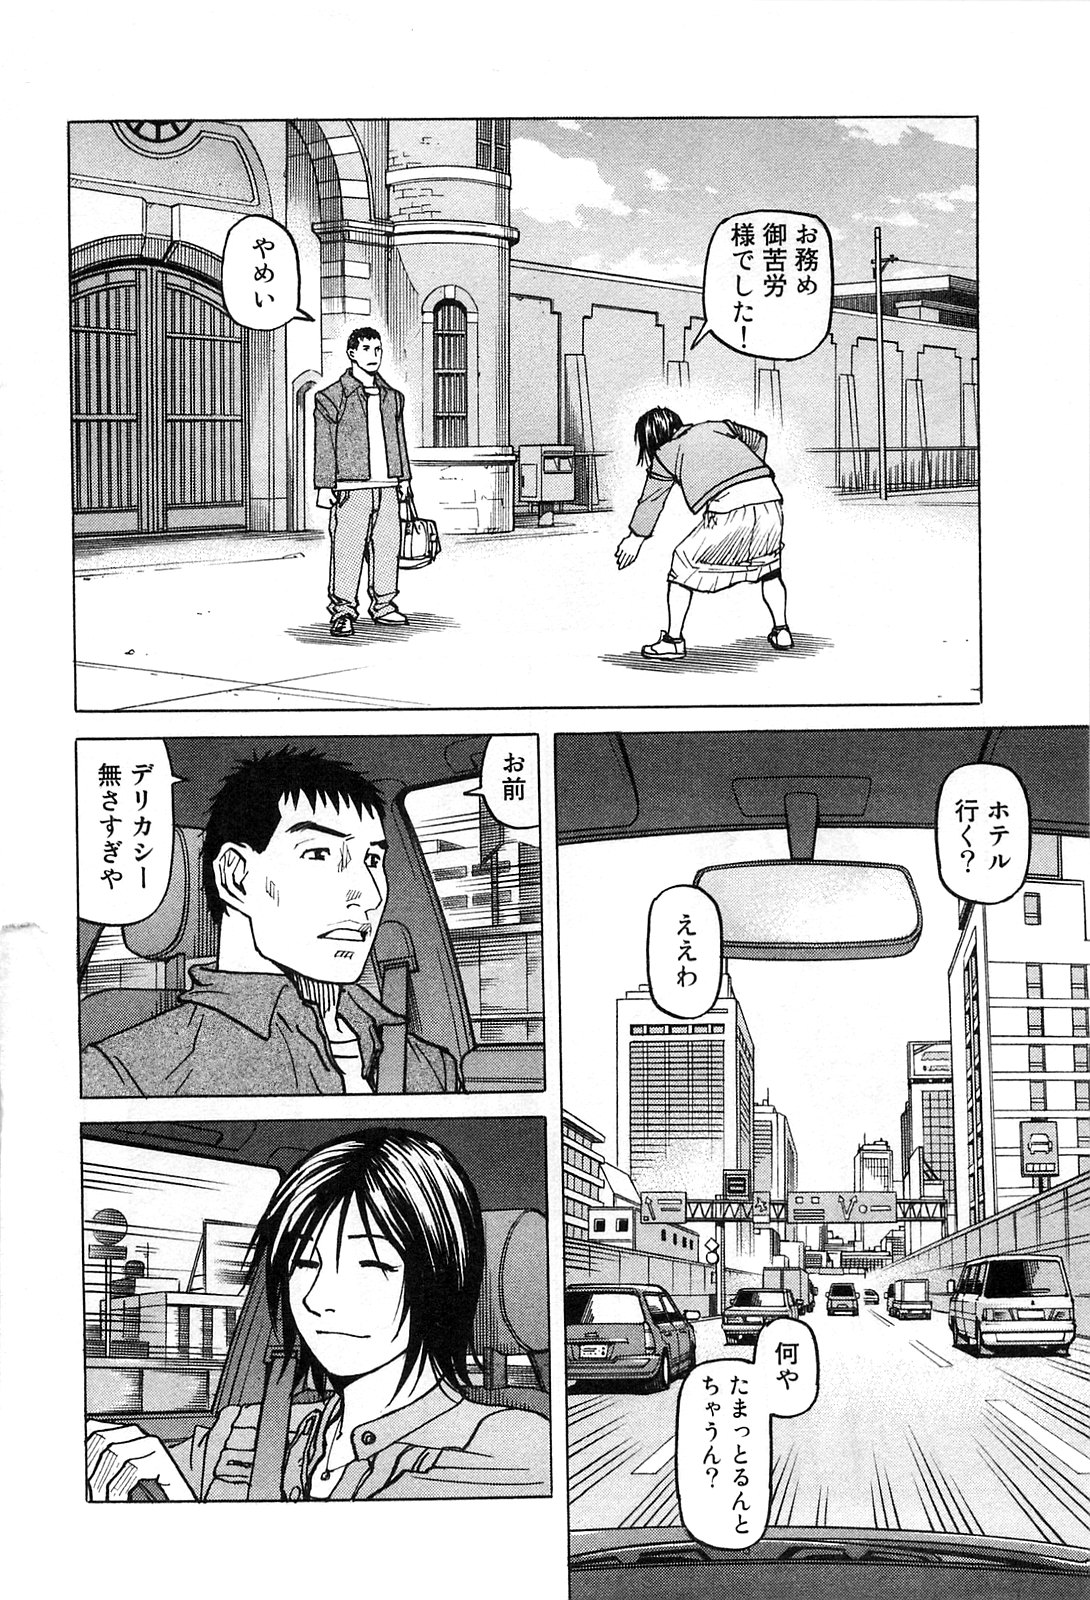 お務め
御苦労
様でした！
やめい
ホテル
行く？
ええわ
何や
たまっとるんと
ちゃうん？
お前
デリカシー
無さすぎや